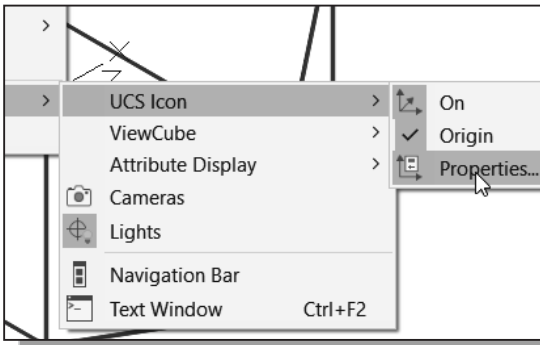 UCS Icon
ViewCube
Attribute Display
Cameras
Lights
Navigation Bar
Text Window Ctrl+F2
On
Origin
Properties...